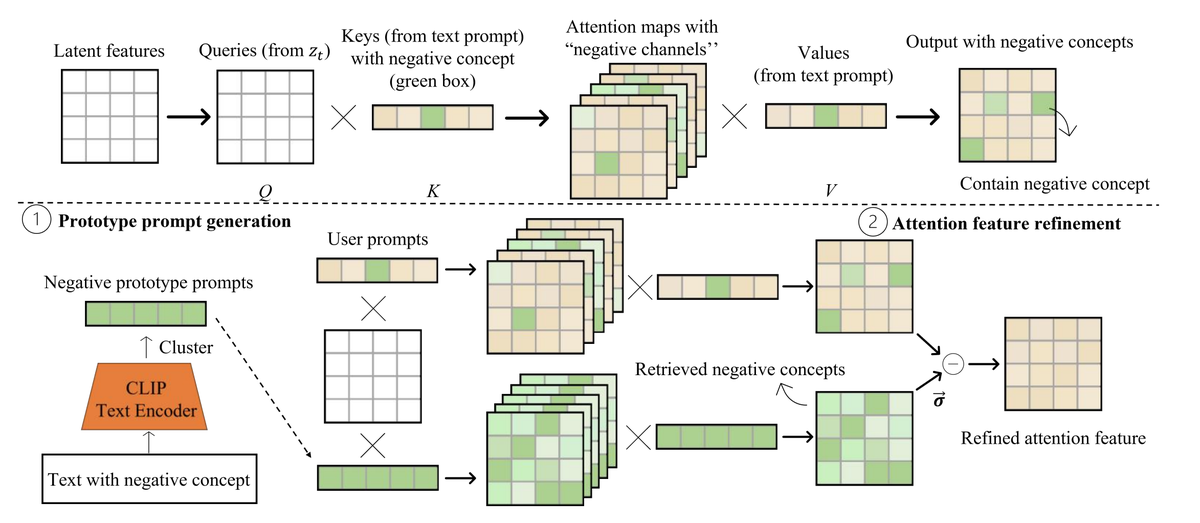 Latent features
Queries (from z_t)
Keys (from text prompt)
with negative concept
(green box)
Attention maps with
“negative channels’’
Values
(from text prompt)
Output with negative concepts
Contain negative concept
Q
K
V
1 Prototype prompt generation
2 Attention feature refinement
User prompts
Negative prototype prompts
Cluster
CLIP
Text Encoder
Text with negative concept
Retrieved negative concepts
−
σ⃗
Refined attention feature